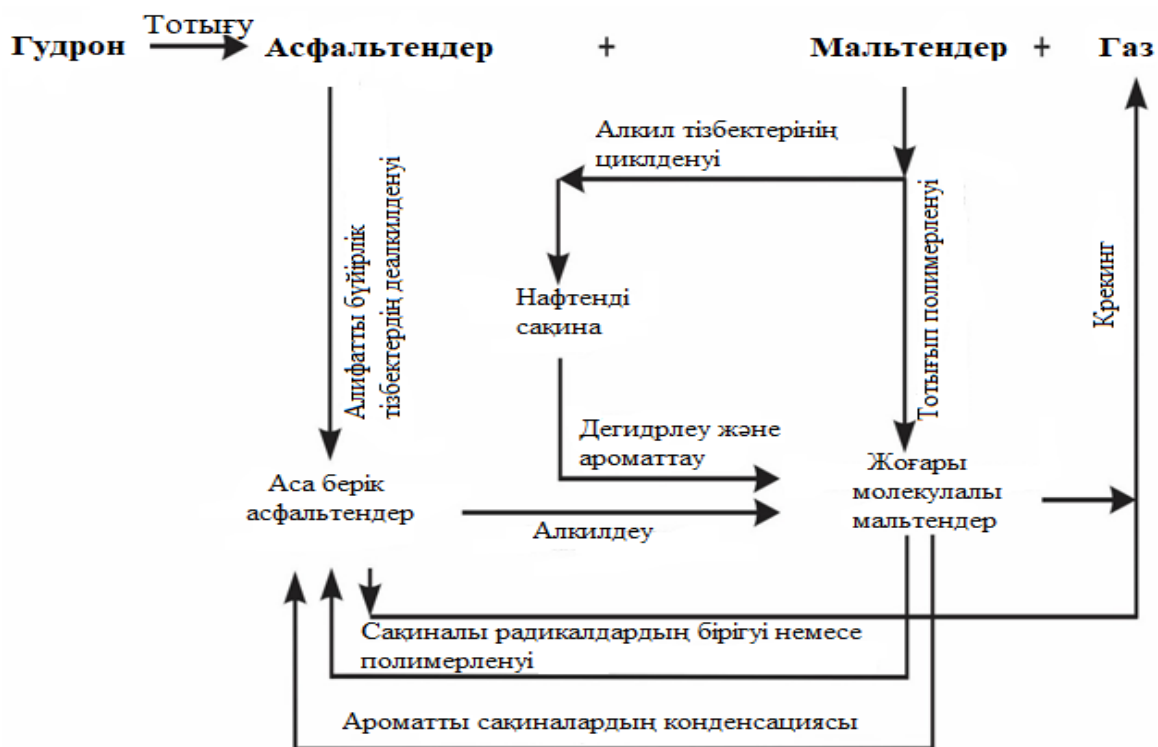 Тотығу
Гудрон Асфальтендер + Мальтендер + Газ
Алкил тізбектерінің
циклденуі
Алифатты бүйірлік
тізбектердің деалкилденуі
Тотығып полимерленуі
Крекинг
Нафтенді
сақина
Дегидрлеу және
ароматтау
Аса берік
асфальтендер
Жоғары
молекулалы
мальтендер
Алкилдеу
Сақиналы радикалдардың бірігуі немесе
полимерленуі
Ароматты сақиналардың конденсациясы